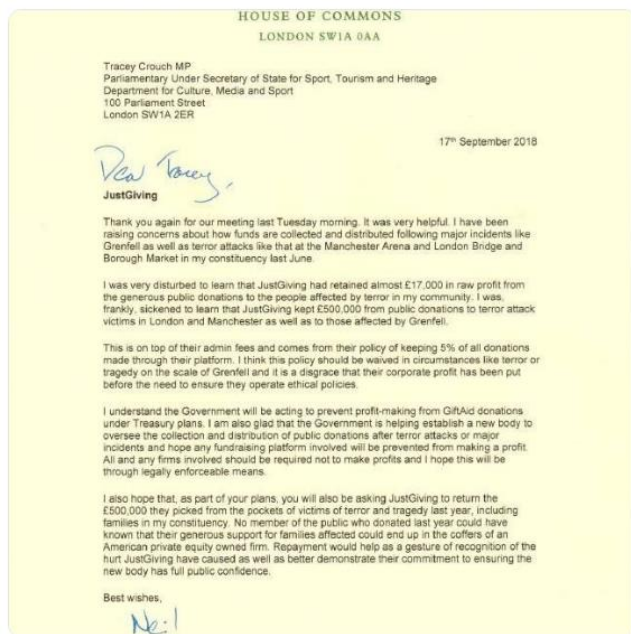 HOUSE OF COMMONS
LONDON SW1A 0AA
Tracey Crouch MP
Parliamentary Under Secretary of State for Sport, Tourism and Heritage
Department for Culture, Media and Sport
100 Parliament Street
London SW1A 2ER
17th September 2018
Dear Tracey,
JustGiving
Thank you again for our meeting last Tuesday morning. It was very helpful. I have been
raising concerns about how funds are collected and distributed following major incidents like
Grenfell as well as terror attacks like that at the Manchester Arena and London Bridge and
Borough Market in my constituency last June.
I was very disturbed to learn that JustGiving had retained almost £17,000 in raw profit from
the generous public donations to the people affected by terror in my community. I was,
frankly, sickened to learn that JustGiving kept £500,000 from public donations to terror attack
victims in London and Manchester as well as to those affected by Grenfell.
This is on top of their admin fees and comes from their policy of keeping 5% of all donations
made through their platform. I think this policy should be waived in circumstances like terror or
tragedy on the scale of Grenfell and it is a disgrace that their corporate profit has been put
before the need to ensure they operate ethical policies.
I understand the Government will be acting to prevent profit-making from GiftAid donations
under Treasury plans. I am also glad that the Government is helping establish a new body to
oversee the collection and distribution of public donations after terror attacks or major
incidents and hope any fundraising platform involved will be prevented from making a profit.
All and any firms involved should be required not to make profits and I hope this will be
through legally enforceable means.
I also hope that, as part of your plans, you will also be asking JustGiving to return the
£500,000 they picked from the pockets of victims of terror and tragedy last year, including
families in my constituency. No member of the public who donated last year could have
known that their generous support for families affected could end up in the coffers of an
American private equity owned firm. Repayment would help as a gesture of recognition of the
hurt JustGiving have caused as well as better demonstrate their commitment to ensuring the
new body has full public confidence.
Best wishes,
Neil